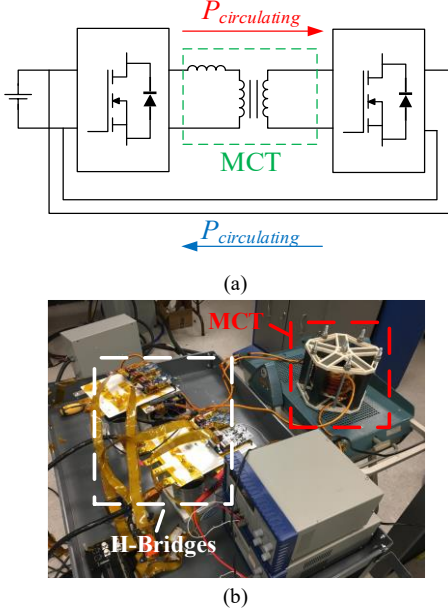 P_circulating
MCT
P_circulating
(a)
MCT
H-Bridges
(b)